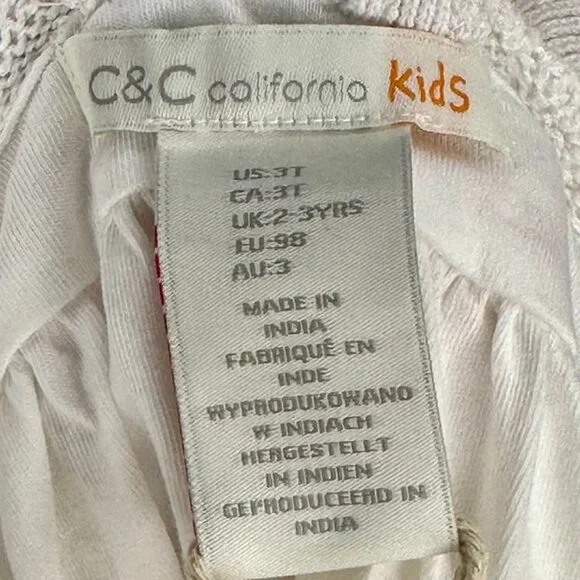 C&C california Kids
US:3T
CA:3T
UK:2-3YRS
EU:98
AU:3
MADE IN
INDIA
FABRIQUÉ EN
INDE
WYPRODUKOWANO
W INDIACH
HERGESTELLT
IN INDIEN
GEPRODUCEERD IN
INDIA